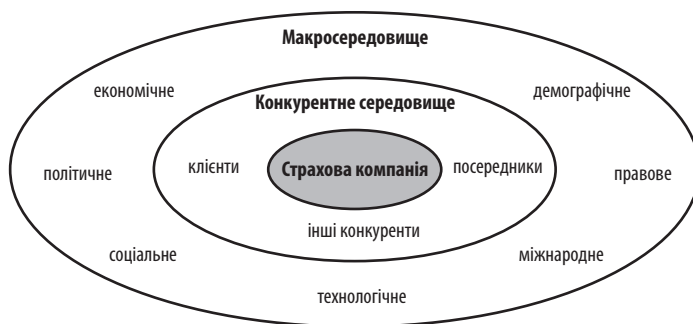 Макросередовище
економічне
демографічне
Конкурентне середовище
клієнти
Страхова компанія
посередники
політичне
правове
інші конкуренти
соціальне
міжнародне
технологічне